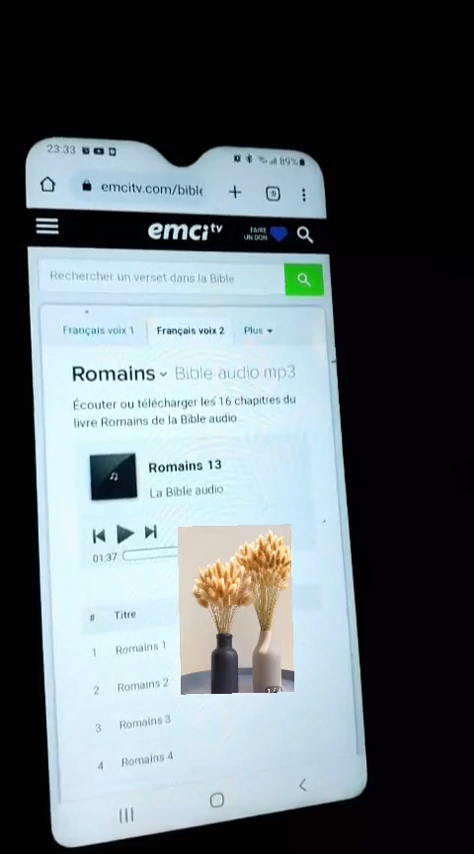 23:33
89%
emcitv.com/bible
emcitv
FAIRE
UN DON
Rechercher un verset dans la Bible
Français voix 1 Français voix 2 Plus
Romains Bible audio mp3
Écouter ou télécharger les 16 chapitres du
livre Romains de la Bible audio
Romains 13
La Bible audio
01:37
# Titre
1 Romains 1
2 Romains 2
3 Romains 3
4 Romains 4